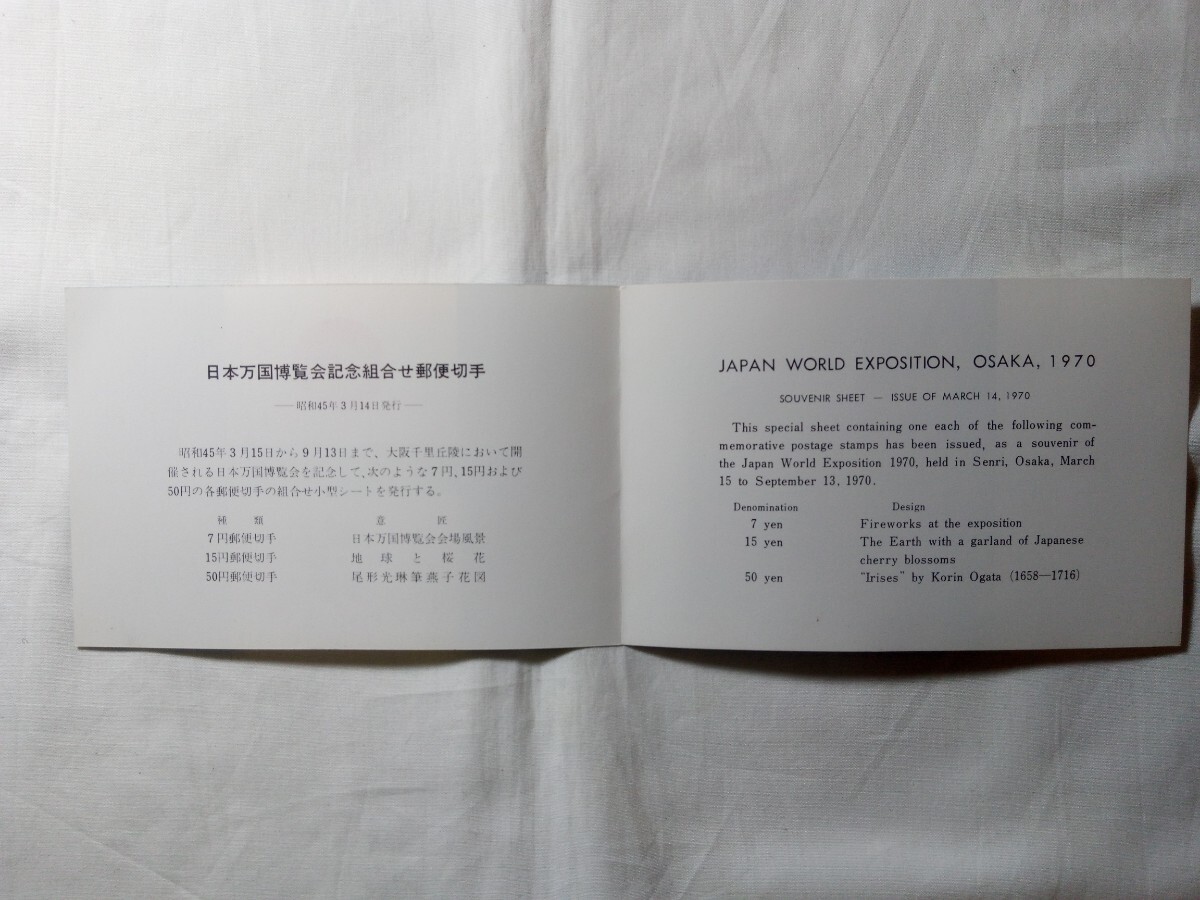 日本万国博覧会記念組合せ郵便切手
—昭和45年3月14日発行—
昭和45年3月15日から9月13日まで、大阪千里丘陵において開
催される日本万国博覧会を記念して、次のような7円、15円および
50円の各郵便切手の組合せ小型シートを発行する。
種類 意匠
7円郵便切手 日本万国博覧会会場風景
15円郵便切手 地球と桜花
50円郵便切手 尾形光琳筆燕子花図
JAPAN WORLD EXPOSITION, OSAKA, 1970
SOUVENIR SHEET — ISSUE OF MARCH 14, 1970
This special sheet containing one each of the following com-
memorative postage stamps has been issued, as a souvenir of
the Japan World Exposition 1970, held in Senri, Osaka, March
15 to September 13, 1970.
Denomination Design
7 yen Fireworks at the exposition
15 yen The Earth with a garland of Japanese
cherry blossoms
50 yen "Irises" by Korin Ogata (1658—1716)